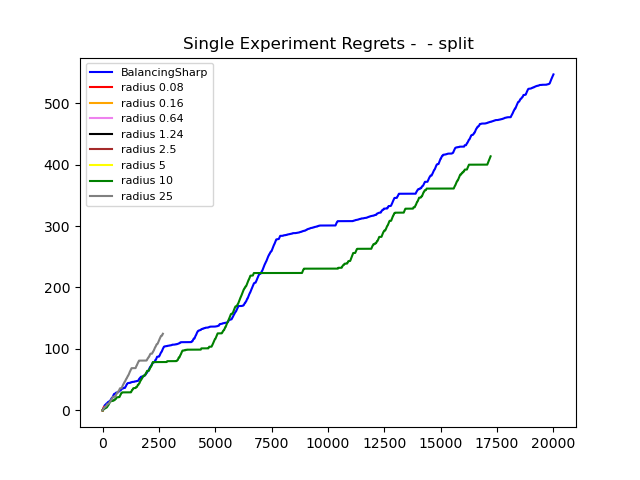 Single Experiment Regrets -  - split
BalancingSharp
radius 0.08
radius 0.16
radius 0.64
radius 1.24
radius 2.5
radius 5
radius 10
radius 25
500
400
300
200
100
0
0 2500 5000 7500 10000 12500 15000 17500 20000